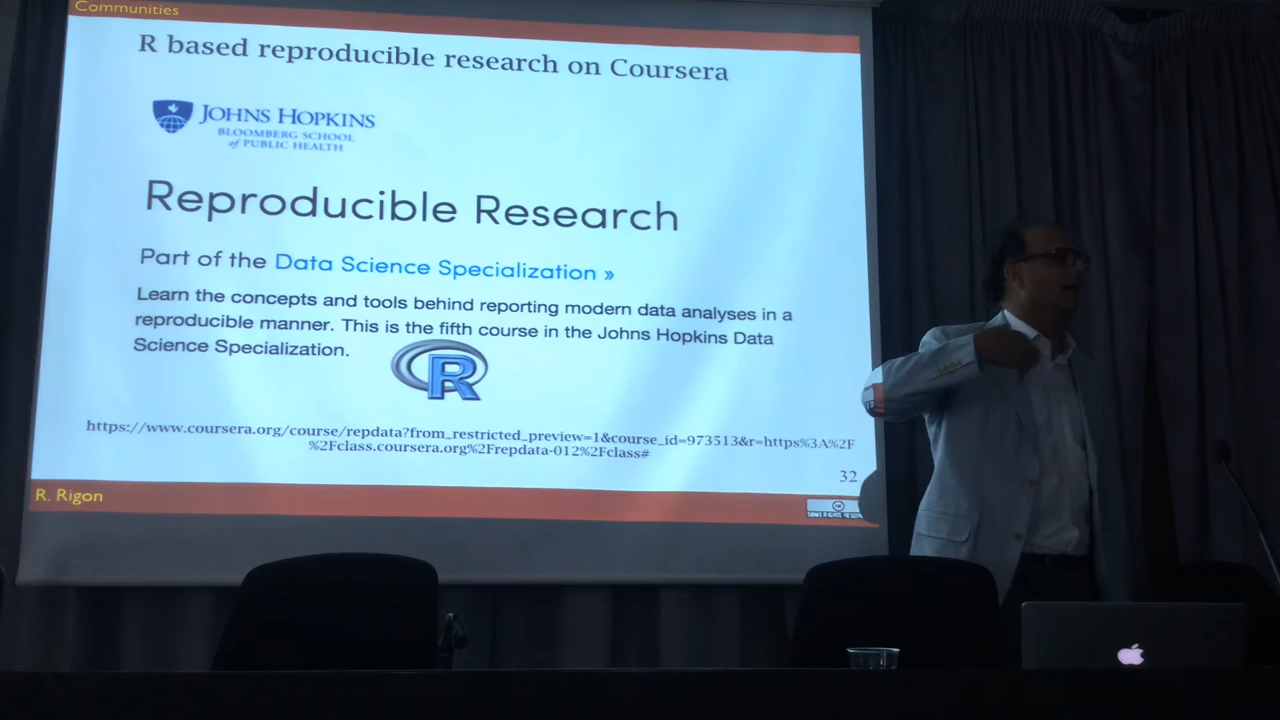 Communities
R based reproducible research on Coursera
JOHNS HOPKINS
BLOOMBERG SCHOOL
of PUBLIC HEALTH
Reproducible Research
Part of the Data Science Specialization »
Learn the concepts and tools behind reporting modern data analyses in a
reproducible manner. This is the fifth course in the Johns Hopkins Data
Science Specialization.
R
https://www.coursera.org/course/repdata?from_restricted_preview=1&course_id=973513&r=https%3A%2F
%2Fclass.coursera.org%2Frepdata-012%2Fclass#
32
R. Rigon
SOME RIGHTS